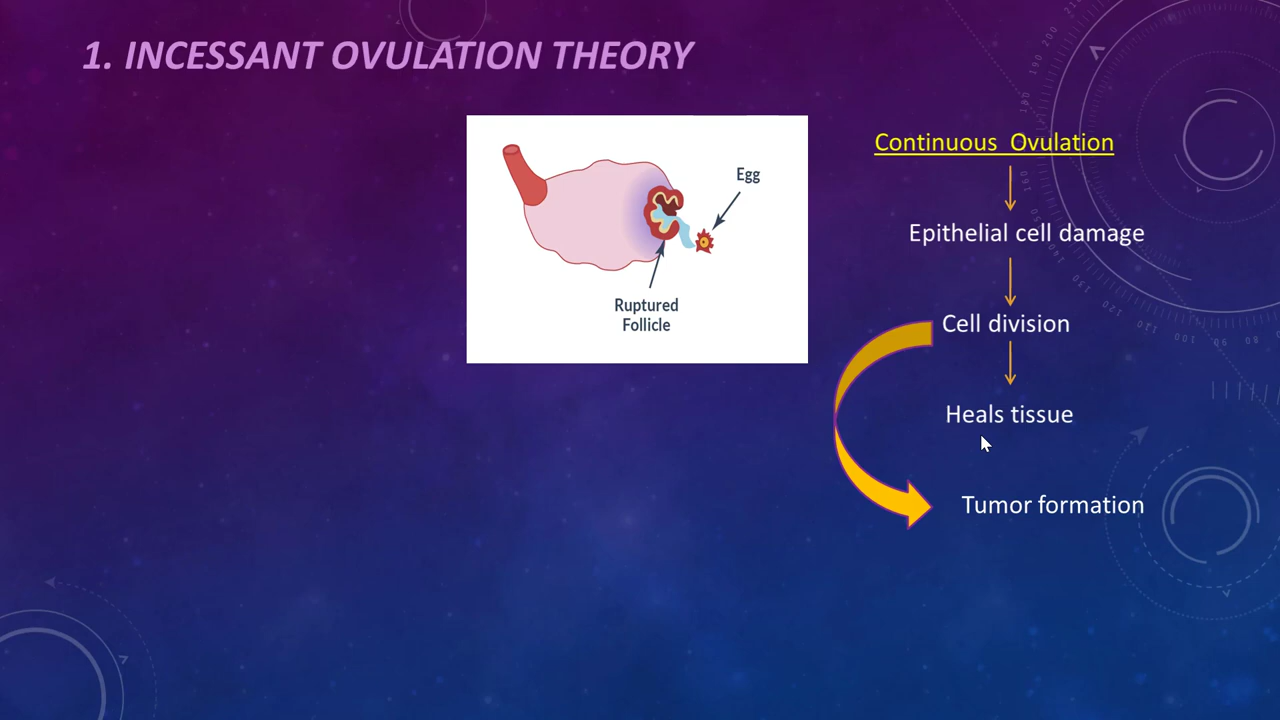 1. INCESSANT OVULATION THEORY
Egg
Ruptured
Follicle
Continuous Ovulation
Epithelial cell damage
Cell division
Heals tissue
Tumor formation